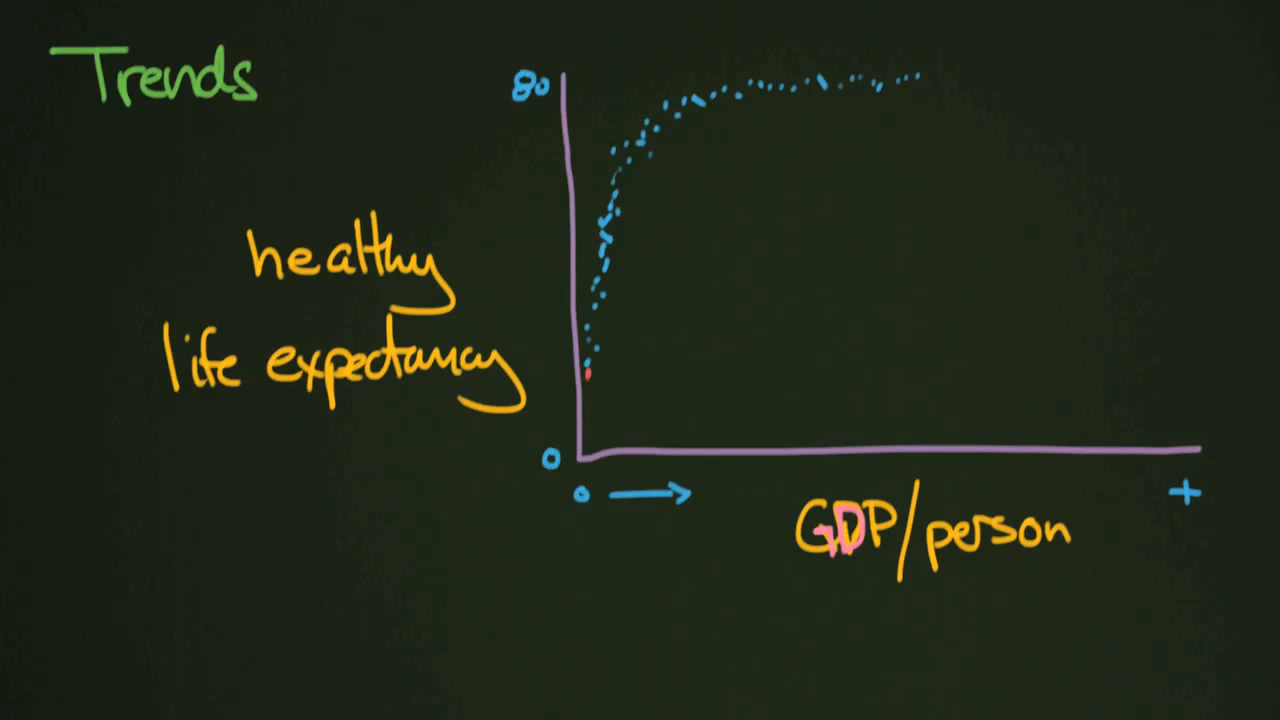 Trends
80
healthy
life expectancy
0
0 → +
GDP/person